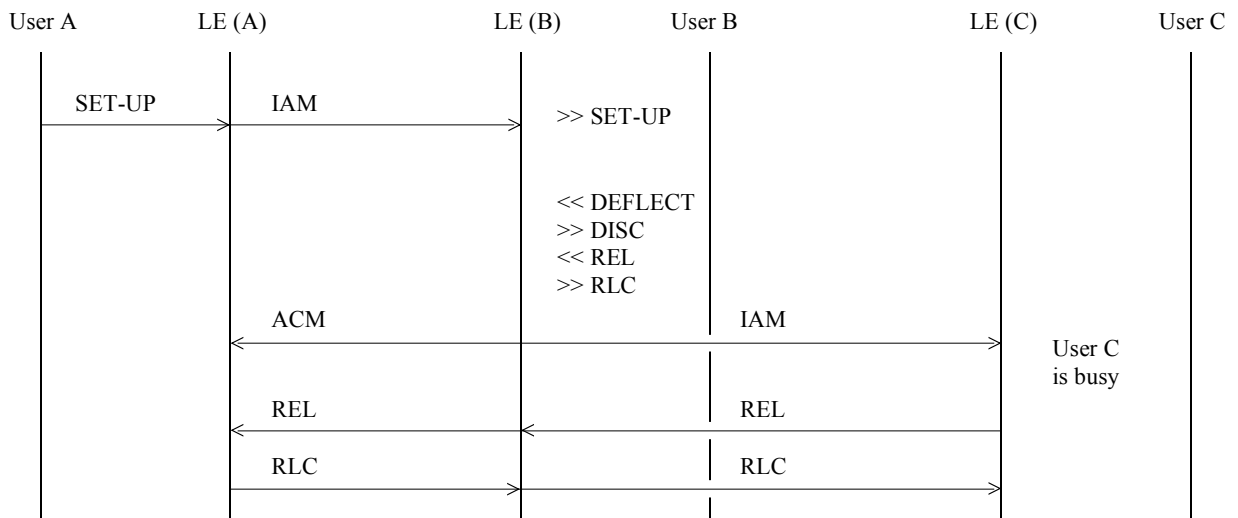 User A LE (A) LE (B) User B LE (C) User C
SET-UP IAM >> SET-UP
<< DEFLECT
>> DISC
<< REL
>> RLC
ACM IAM
User C
is busy
REL REL
RLC RLC